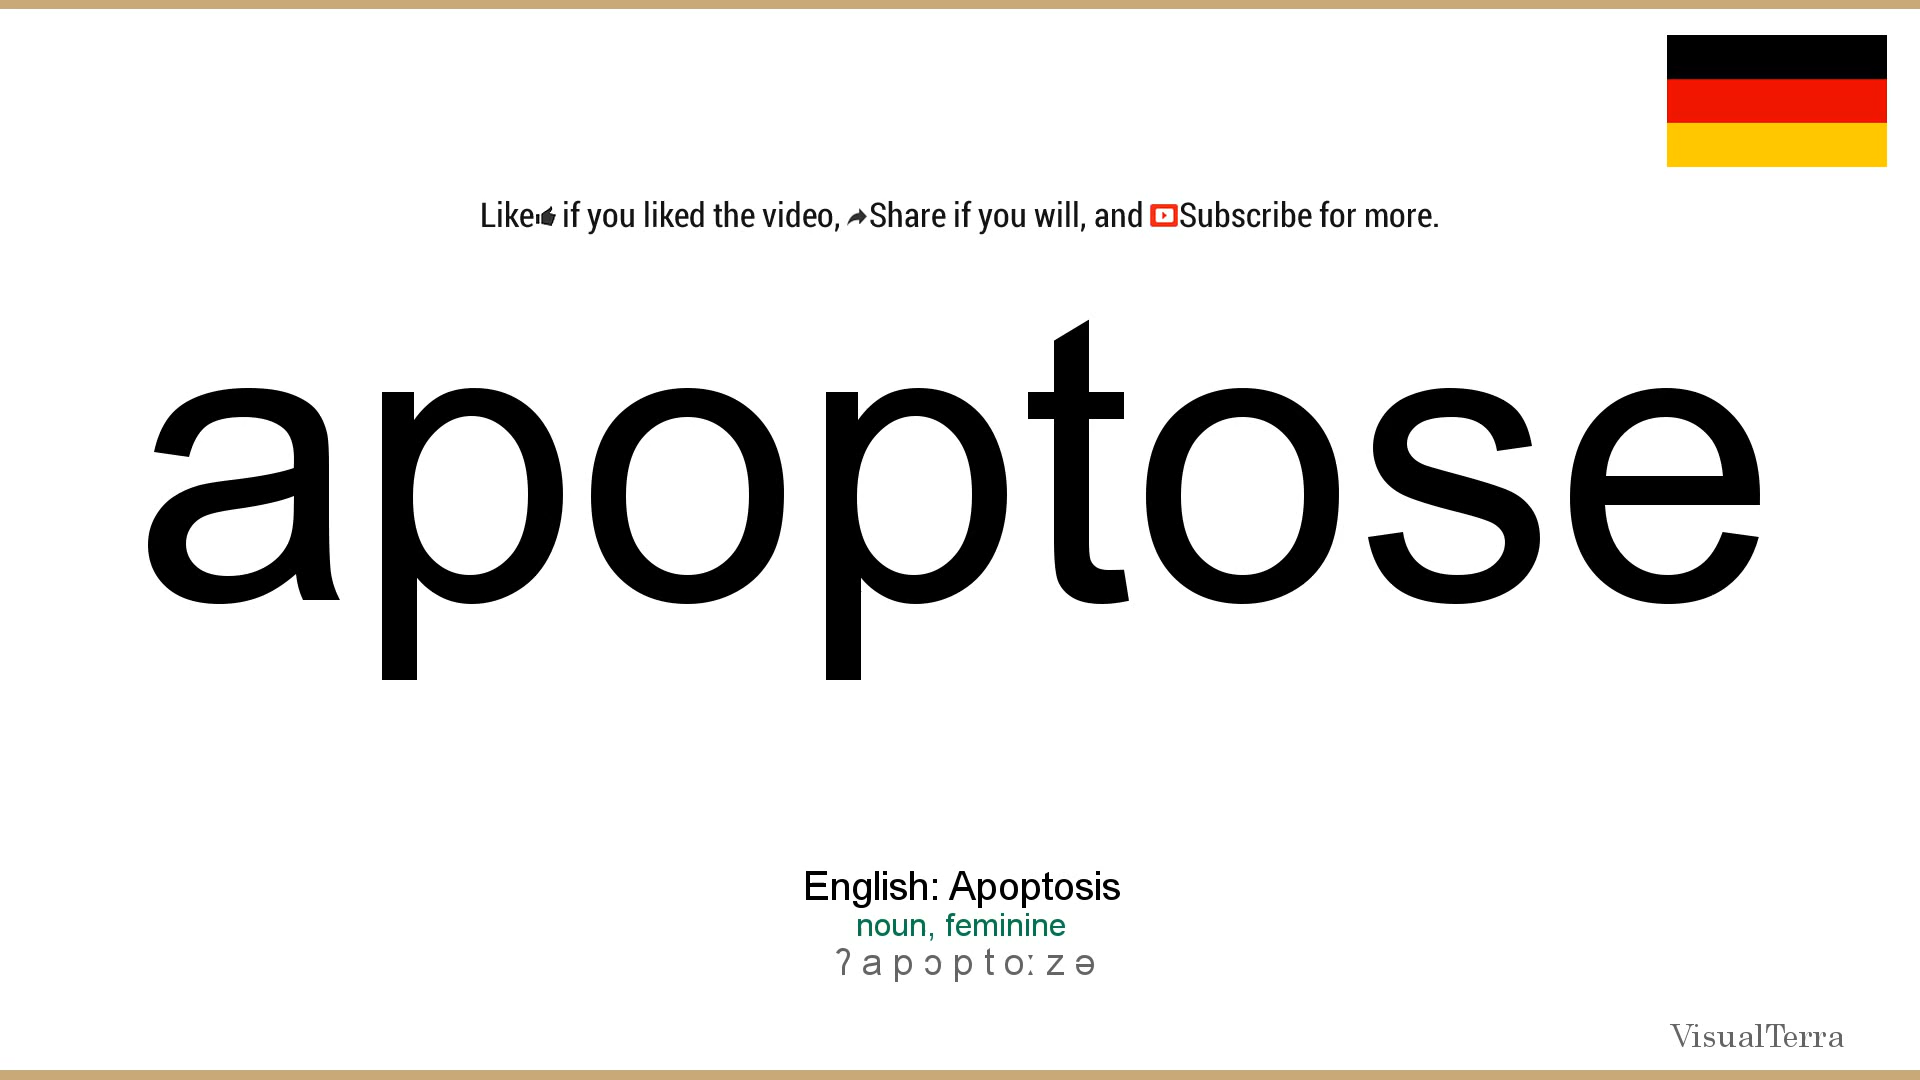 Like if you liked the video, Share if you will, and Subscribe for more.
apoptose
English: Apoptosis
noun, feminine
ʔ a p ɔ p t oː z ə
VisualTerra